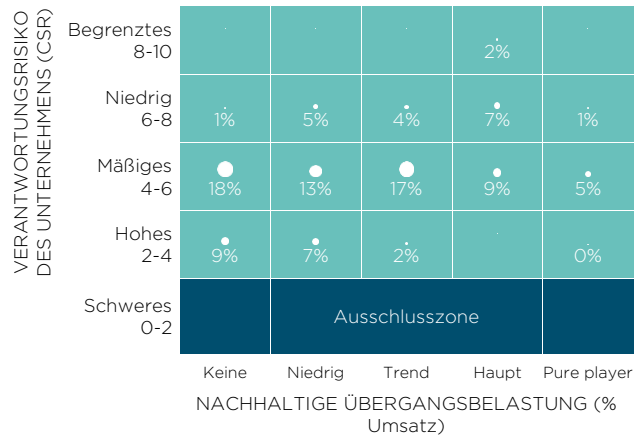 VERANTWORTUNGSRISIKO
DES UNTERNEHMENS (CSR)
Begrenztes
8-10
2%
Niedrig
6-8
1% 5% 4% 7% 1%
Mäßiges
4-6
18% 13% 17% 9% 5%
Hohes
2-4
9% 7% 2% 0%
Schweres
0-2
Ausschlusszone
Keine Niedrig Trend Haupt Pure player
NACHHALTIGE ÜBERGANGSBELASTUNG (%
Umsatz)